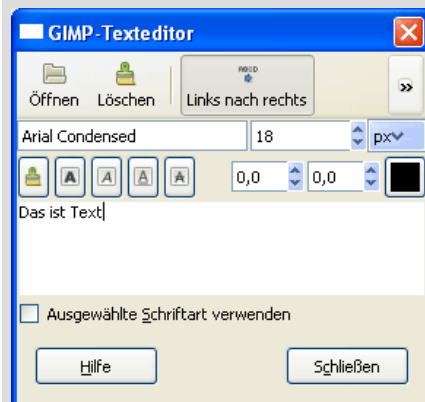 GIMP-Texteditor
Öffnen Löschen Links nach rechts »
Arial Condensed 18 px
A A A A 0,0 0,0
Das ist Text
Ausgewählte Schriftart verwenden
Hilfe Schließen